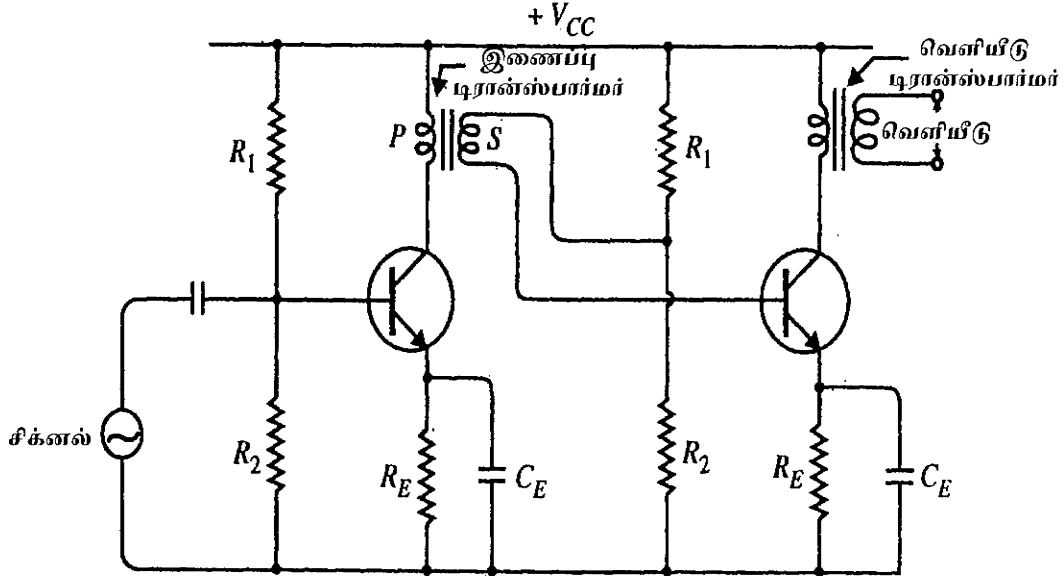 + V_CC
இணைப்பு
டிரான்ஸ்பார்மர்
வெளியீடு
டிரான்ஸ்பார்மர்
R_1
P
S
R_1
வெளியீடு
சிக்னல்
R_2
R_E
C_E
R_2
R_E
C_E